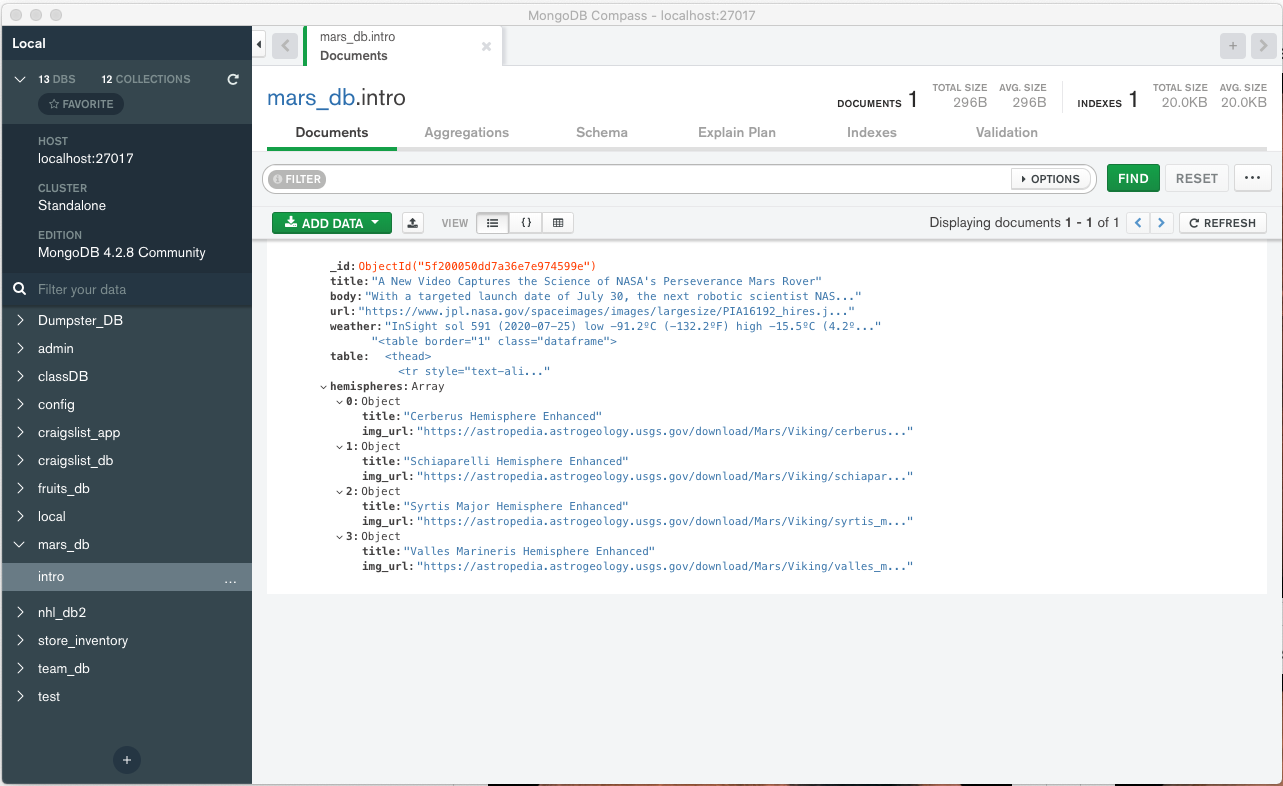 MongoDB Compass - localhost:27017
Local
13 DBS 12 COLLECTIONS
FAVORITE
HOST
localhost:27017
CLUSTER
Standalone
EDITION
MongoDB 4.2.8 Community
Filter your data
Dumpster_DB
admin
classDB
config
craigslist_app
craigslist_db
fruits_db
local
mars_db
intro ...
nhl_db2
store_inventory
team_db
test
+
mars_db.intro
Documents
mars_db.intro
DOCUMENTS 1 TOTAL SIZE 296B AVG. SIZE 296B INDEXES 1 TOTAL SIZE 20.0KB AVG. SIZE 20.0KB
Documents Aggregations Schema Explain Plan Indexes Validation
FILTER OPTIONS FIND RESET ...
ADD DATA VIEW { } Displaying documents 1 - 1 of 1 < > REFRESH
_id: ObjectId("5f200050dd7a36e7e974599e")
title: "A New Video Captures the Science of NASA's Perseverance Mars Rover"
body: "With a targeted launch date of July 30, the next robotic scientist NAS..."
url: "https://www.jpl.nasa.gov/spaceimages/images/largesize/PIA16192_hires.j..."
weather: "InSight sol 591 (2020-07-25) low -91.2ºC (-132.2ºF) high -15.5ºC (4.2º..."
"<table border="1" class="dataframe">
table: <thead>
<tr style="text-ali..."
hemispheres: Array
0: Object
title: "Cerberus Hemisphere Enhanced"
img_url: "https://astropedia.astrogeology.usgs.gov/download/Mars/Viking/cerberus..."
1: Object
title: "Schiaparelli Hemisphere Enhanced"
img_url: "https://astropedia.astrogeology.usgs.gov/download/Mars/Viking/schiapar..."
2: Object
title: "Syrtis Major Hemisphere Enhanced"
img_url: "https://astropedia.astrogeology.usgs.gov/download/Mars/Viking/syrtis_m..."
3: Object
title: "Valles Marineris Hemisphere Enhanced"
img_url: "https://astropedia.astrogeology.usgs.gov/download/Mars/Viking/valles_m..."